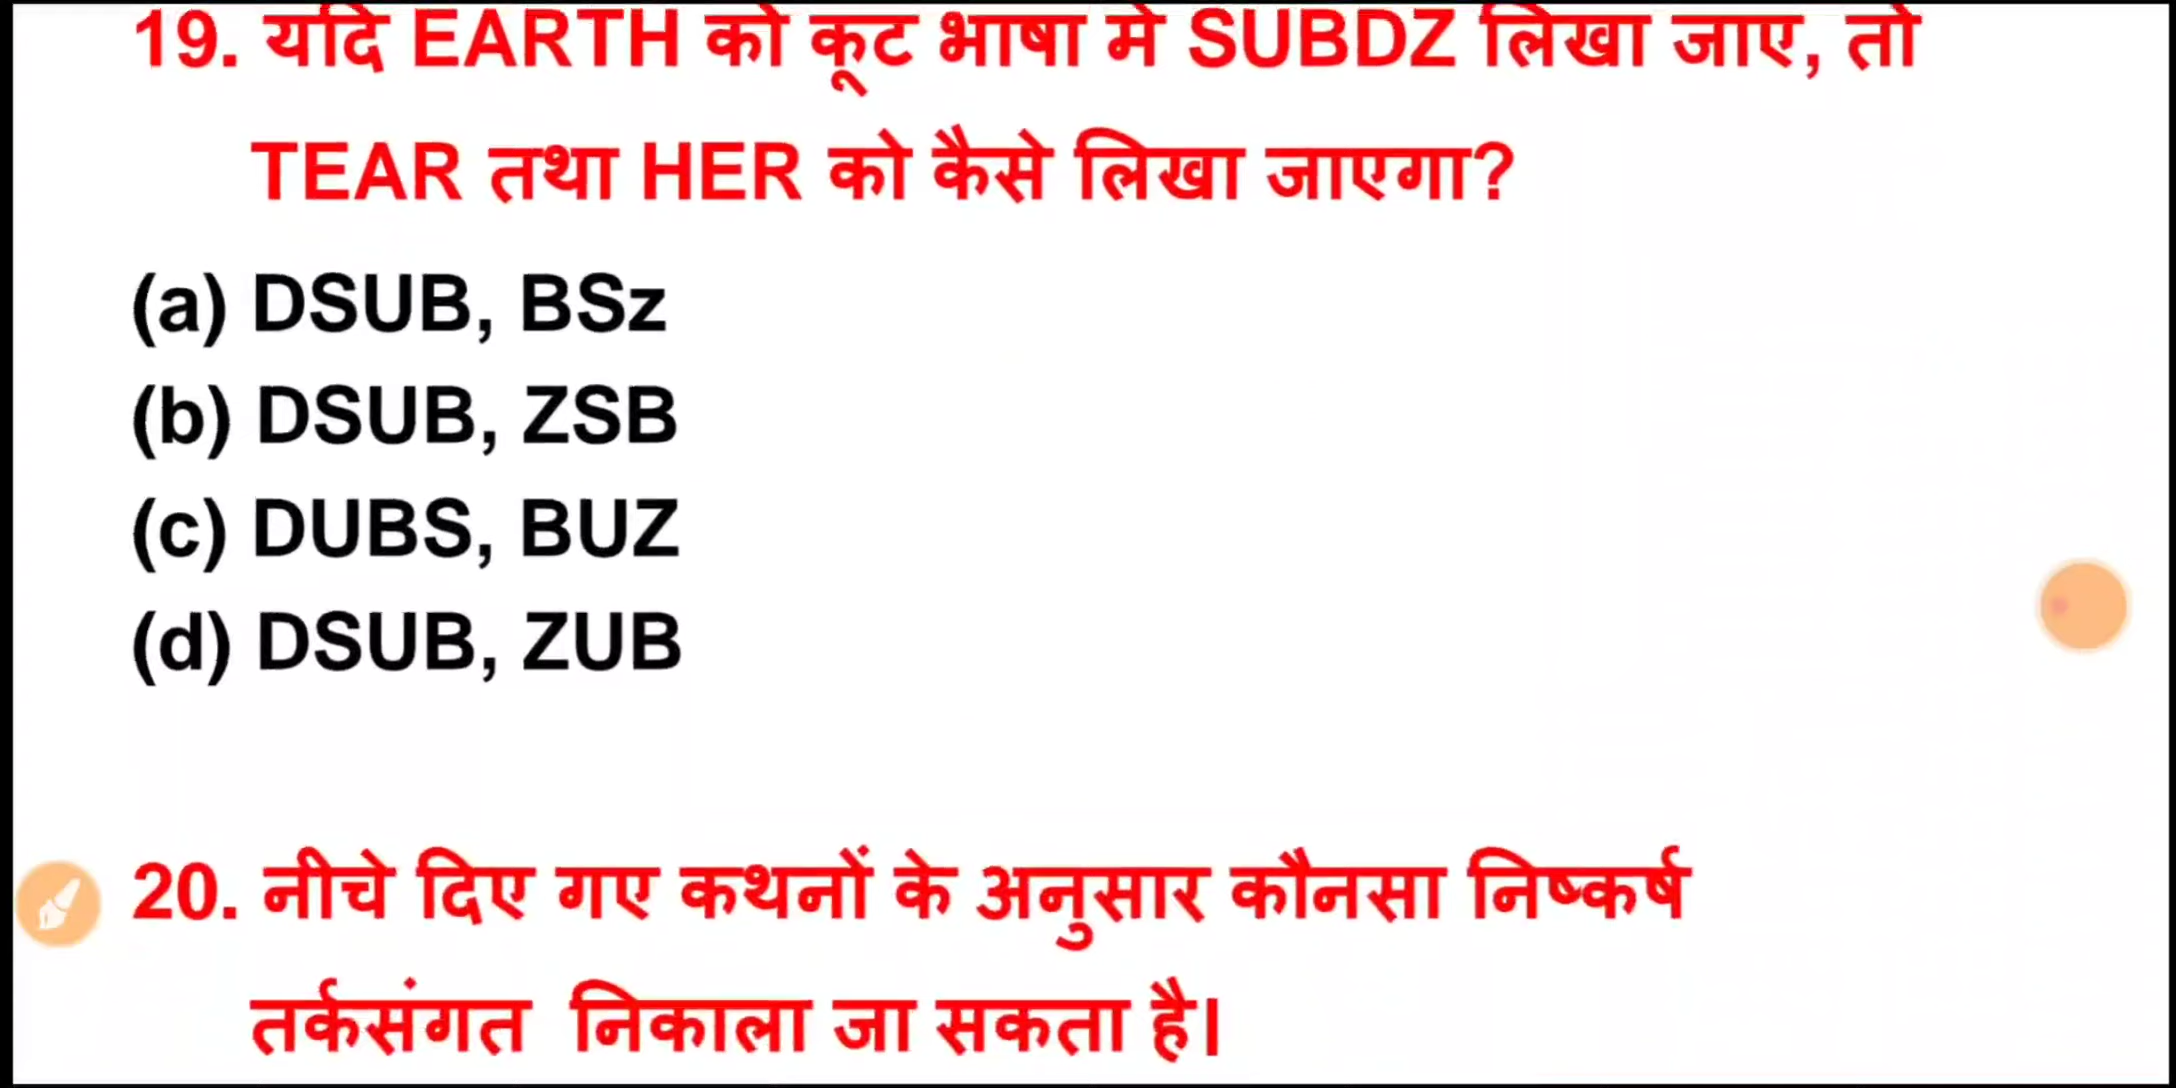 19. यदि EARTH को कूट भाषा में SUBDZ लिखा जाए, तो
TEAR तथा HER को कैसे लिखा जाएगा?
(a) DSUB, BSz
(b) DSUB, ZSB
(c) DUBS, BUZ
(d) DSUB, ZUB
20. नीचे दिए गए कथनों के अनुसार कौनसा निष्कर्ष
तर्कसंगत निकाला जा सकता है।